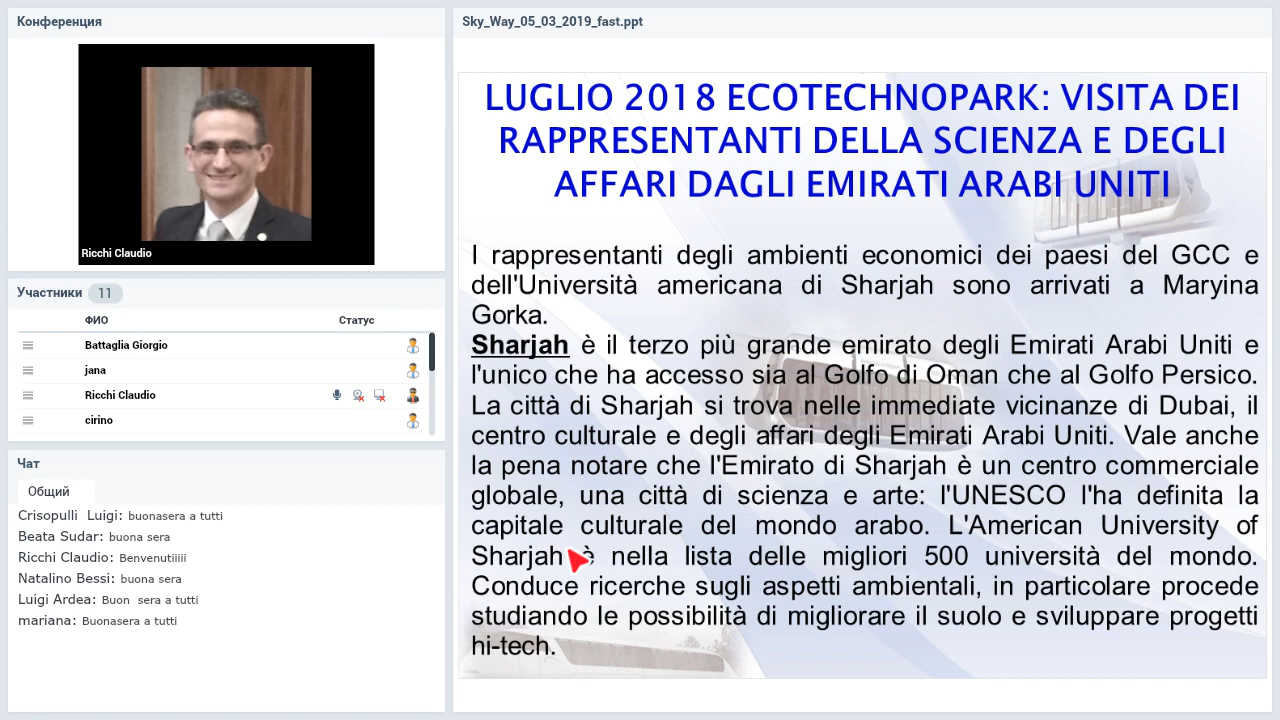 Конференция
Ricchi Claudio
Участники 11
ФИО Статус
Battaglia Giorgio
jana
Ricchi Claudio
cirino
Чат
Общий
Crisopulli Luigi: buonasera a tutti
Beata Sudar: buona sera
Ricchi Claudio: Benvenutiiiii
Natalino Bessi: buona sera
Luigi Ardea: Buon sera a tutti
mariana: Buonasera a tutti
Sky_Way_05_03_2019_fast.ppt
LUGLIO 2018 ECOTECHNOPARK: VISITA DEI
RAPPRESENTANTI DELLA SCIENZA E DEGLI
AFFARI DAGLI EMIRATI ARABI UNITI
I rappresentanti degli ambienti economici dei paesi del GCC e
dell'Università americana di Sharjah sono arrivati a Maryina
Gorka.
Sharjah è il terzo più grande emirato degli Emirati Arabi Uniti e
l'unico che ha accesso sia al Golfo di Oman che al Golfo Persico.
La città di Sharjah si trova nelle immediate vicinanze di Dubai, il
centro culturale e degli affari degli Emirati Arabi Uniti. Vale anche
la pena notare che l'Emirato di Sharjah è un centro commerciale
globale, una città di scienza e arte: l'UNESCO l'ha definita la
capitale culturale del mondo arabo. L'American University of
Sharjah è nella lista delle migliori 500 università del mondo.
Conduce ricerche sugli aspetti ambientali, in particolare procede
studiando le possibilità di migliorare il suolo e sviluppare progetti
hi-tech.